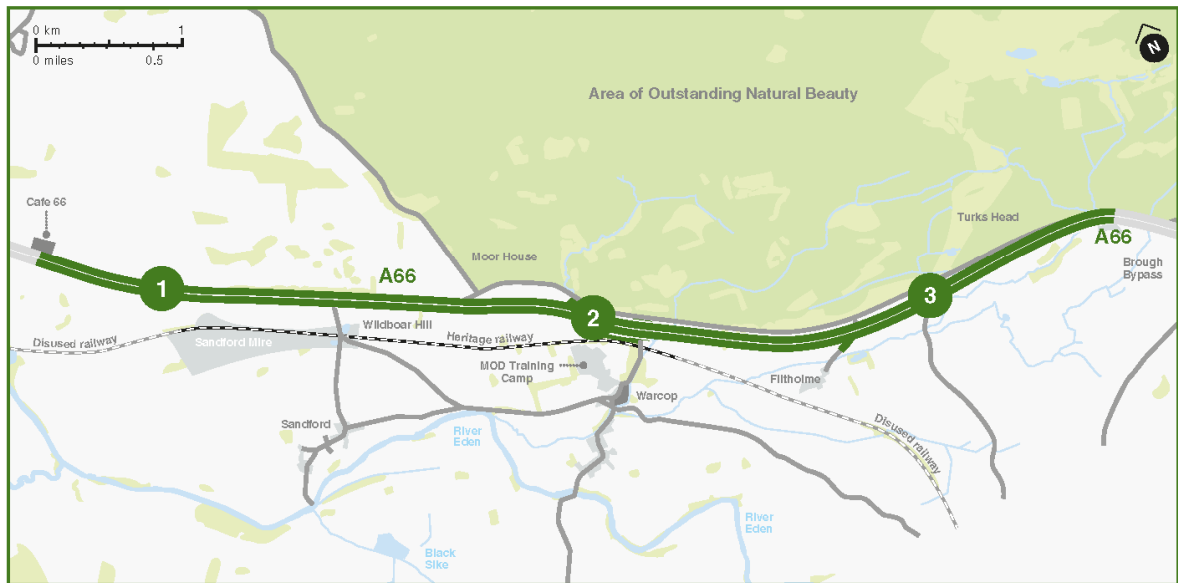 0 km 1
0 miles 0.5
N
Area of Outstanding Natural Beauty
Cafe 66
Turks Head
A66
Moor House
A66
Brough
Bypass
1
2
3
Wildboar Hill
Disused railway
Sandford Mire
Heritage railway
MOD Training
Camp
Flitholme
Warcop
Sandford
River
Eden
Disused railway
River
Eden
Black
Sike